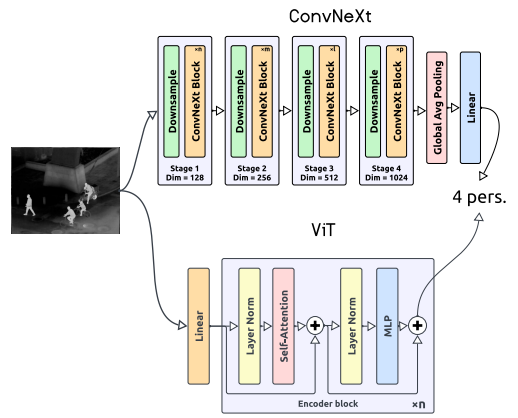 ConvNeXt
Downsample
ConvNeXt Block
×n
Stage 1
Dim = 128
Downsample
ConvNeXt Block
×m
Stage 2
Dim = 256
Downsample
ConvNeXt Block
×l
Stage 3
Dim = 512
Downsample
ConvNeXt Block
×p
Stage 4
Dim = 1024
Global Avg Pooling
Linear
4 pers.
ViT
Linear
Layer Norm
Self-Attention
+
Layer Norm
MLP
+
Encoder block
×n